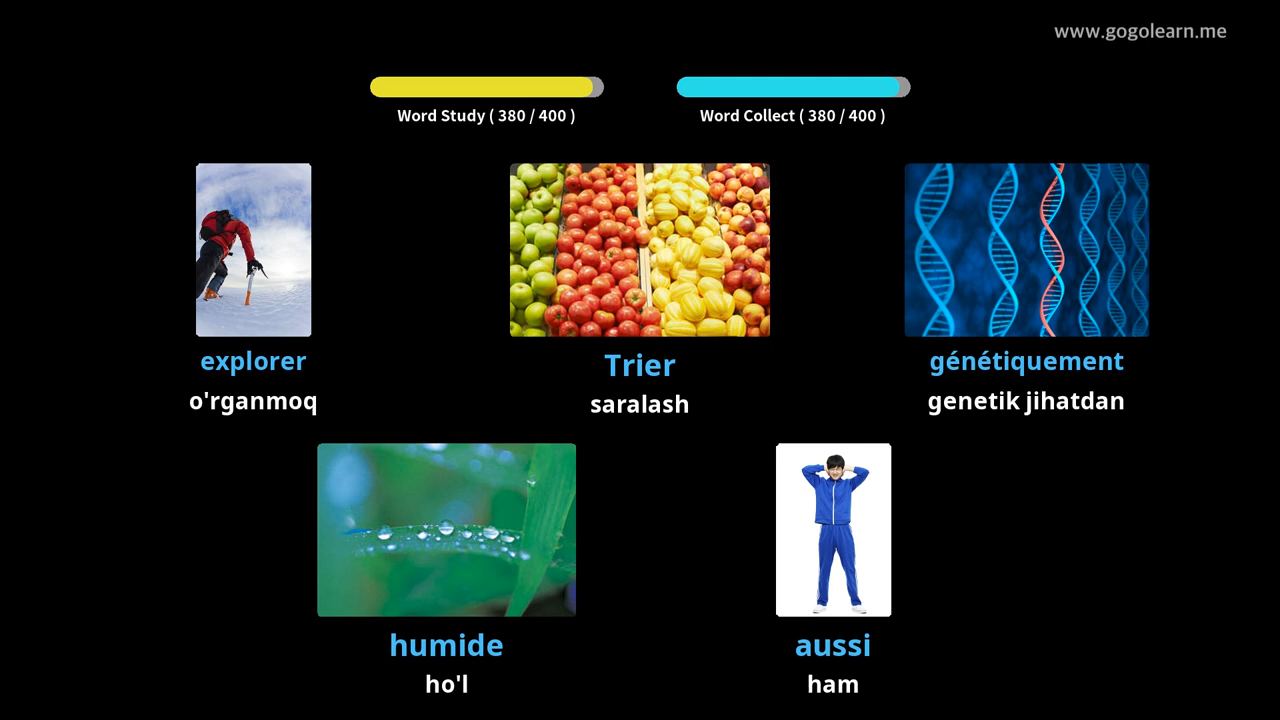 www.gogolearn.me
Word Study ( 380 / 400 )
Word Collect ( 380 / 400 )
explorer
o'rganmoq
Trier
saralash
génétiquement
genetik jihatdan
humide
ho'l
aussi
ham